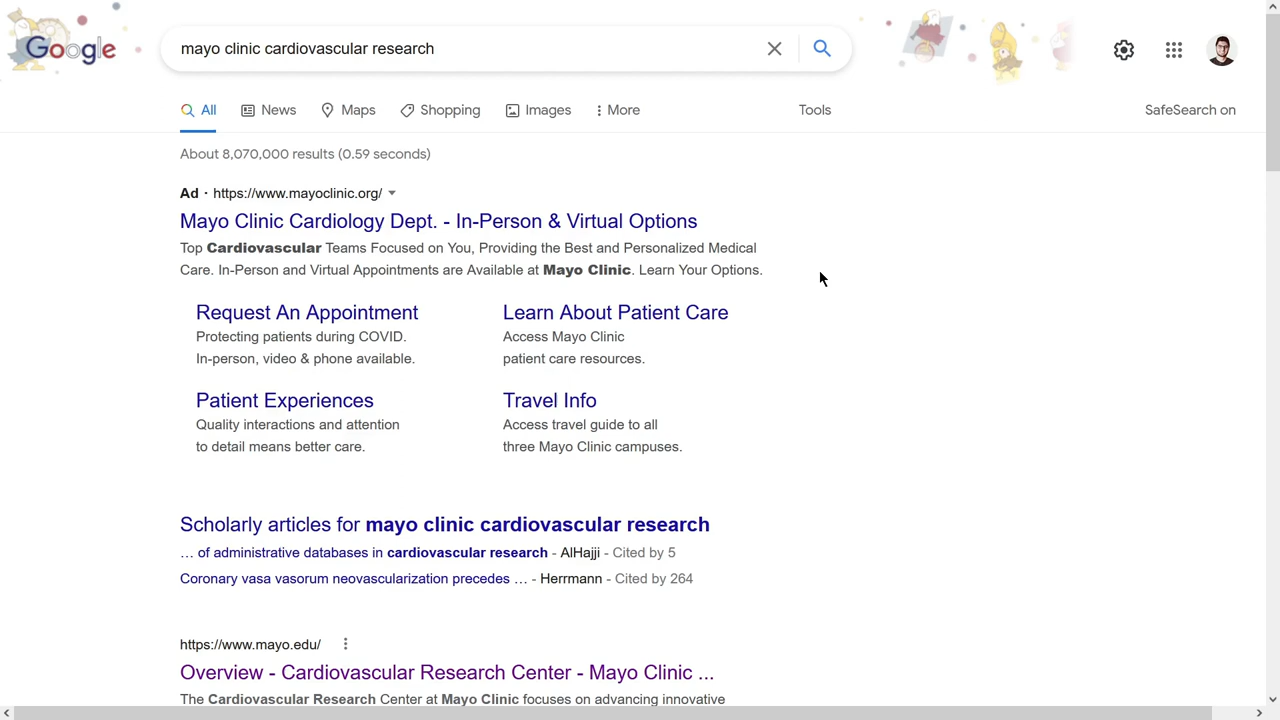 Google
mayo clinic cardiovascular research
All
News
Maps
Shopping
Images
More
Tools
SafeSearch on
About 8,070,000 results (0.59 seconds)
Ad · https://www.mayoclinic.org/
Mayo Clinic Cardiology Dept. - In-Person & Virtual Options
Top Cardiovascular Teams Focused on You, Providing the Best and Personalized Medical
Care. In-Person and Virtual Appointments are Available at Mayo Clinic. Learn Your Options.
Request An Appointment
Protecting patients during COVID.
In-person, video & phone available.
Learn About Patient Care
Access Mayo Clinic
patient care resources.
Patient Experiences
Quality interactions and attention
to detail means better care.
Travel Info
Access travel guide to all
three Mayo Clinic campuses.
Scholarly articles for mayo clinic cardiovascular research
… of administrative databases in cardiovascular research - AlHajji - Cited by 5
Coronary vasa vasorum neovascularization precedes … - Herrmann - Cited by 264
https://www.mayo.edu/
Overview - Cardiovascular Research Center - Mayo Clinic ...
The Cardiovascular Research Center at Mayo Clinic focuses on advancing innovative